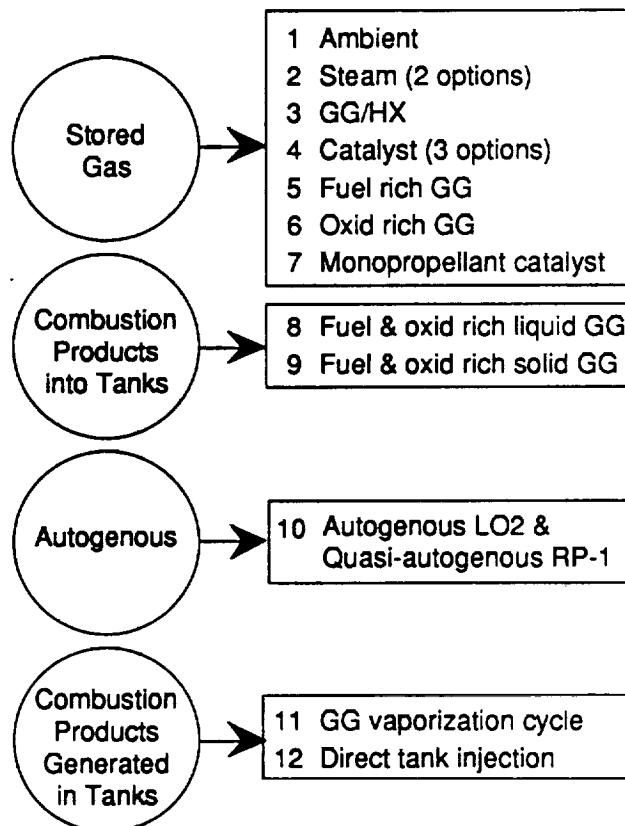 Stored
Gas
1 Ambient
2 Steam (2 options)
3 GG/HX
4 Catalyst (3 options)
5 Fuel rich GG
6 Oxid rich GG
7 Monopropellant catalyst
Combustion
Products
into Tanks
8 Fuel & oxid rich liquid GG
9 Fuel & oxid rich solid GG
Autogenous
10 Autogenous LO2 &
Quasi-autogenous RP-1
Combustion
Products
Generated
in Tanks
11 GG vaporization cycle
12 Direct tank injection